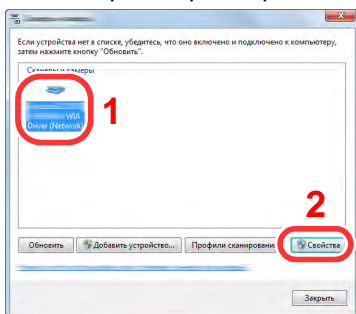 Если устройства нет в списке, убедитесь, что оно включено и подключено к компьютеру,
затем нажмите кнопку "Обновить".
Сканеры и камеры
WIA
Driver (Network)
1
2
Обновить
Добавить устройство...
Профили сканировани
Свойства
Закрыть